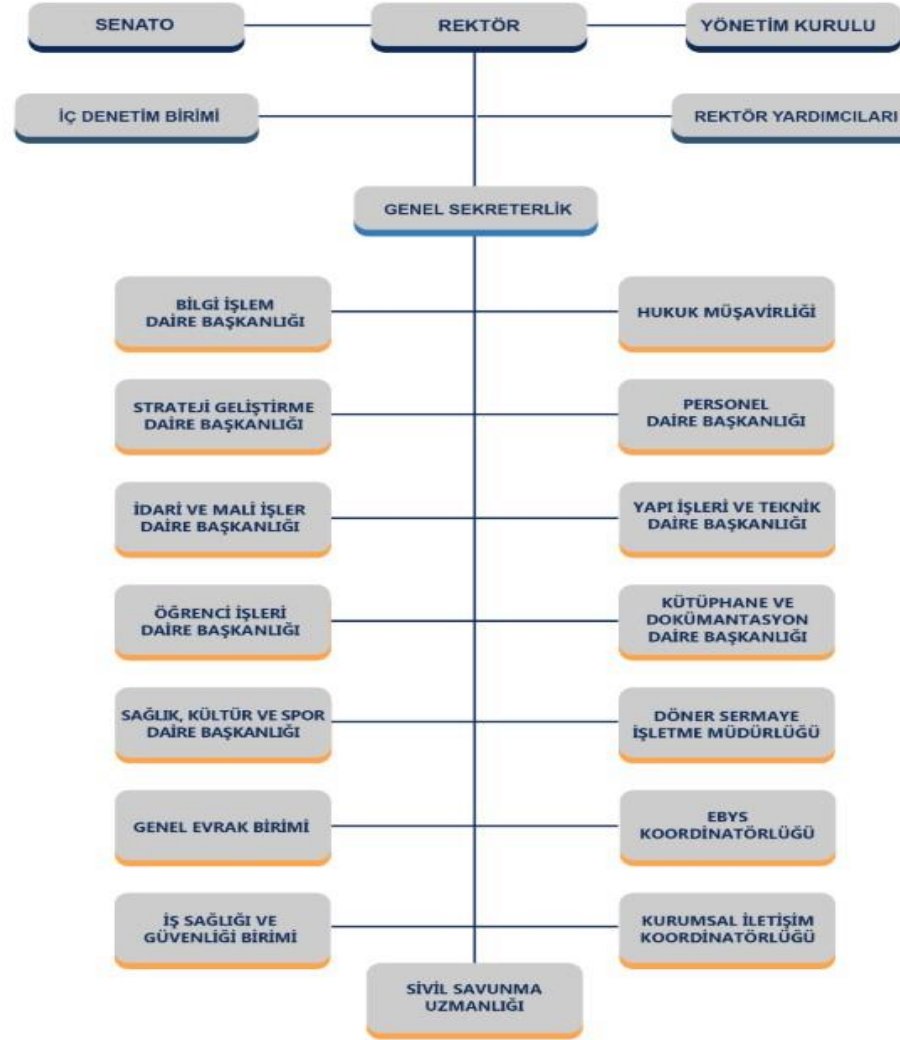 SENATO
REKTÖR
YÖNETİM KURULU
İÇ DENETİM BİRİMİ
REKTÖR YARDIMCILARI
GENEL SEKRETERLİK
BİLGİ İŞLEM
DAİRE BAŞKANLIĞI
HUKUK MÜŞAVİRLİĞİ
STRATEJİ GELİŞTİRME
DAİRE BAŞKANLIĞI
PERSONEL
DAİRE BAŞKANLIĞI
İDARİ VE MALİ İŞLER
DAİRE BAŞKANLIĞI
YAPI İŞLERİ VE TEKNİK
DAİRE BAŞKANLIĞI
ÖĞRENCİ İŞLERİ
DAİRE BAŞKANLIĞI
KÜTÜPHANE VE
DOKÜMANTASYON
DAİRE BAŞKANLIĞI
SAĞLIK, KÜLTÜR VE SPOR
DAİRE BAŞKANLIĞI
DÖNER SERMAYE
İŞLETME MÜDÜRLÜĞÜ
GENEL EVRAK BİRİMİ
EBYS
KOORDİNATÖRLÜĞÜ
İŞ SAĞLIĞI VE
GÜVENLİĞİ BİRİMİ
KURUMSAL İLETİŞİM
KOORDİNATÖRLÜĞÜ
SİVİL SAVUNMA
UZMANLIĞI